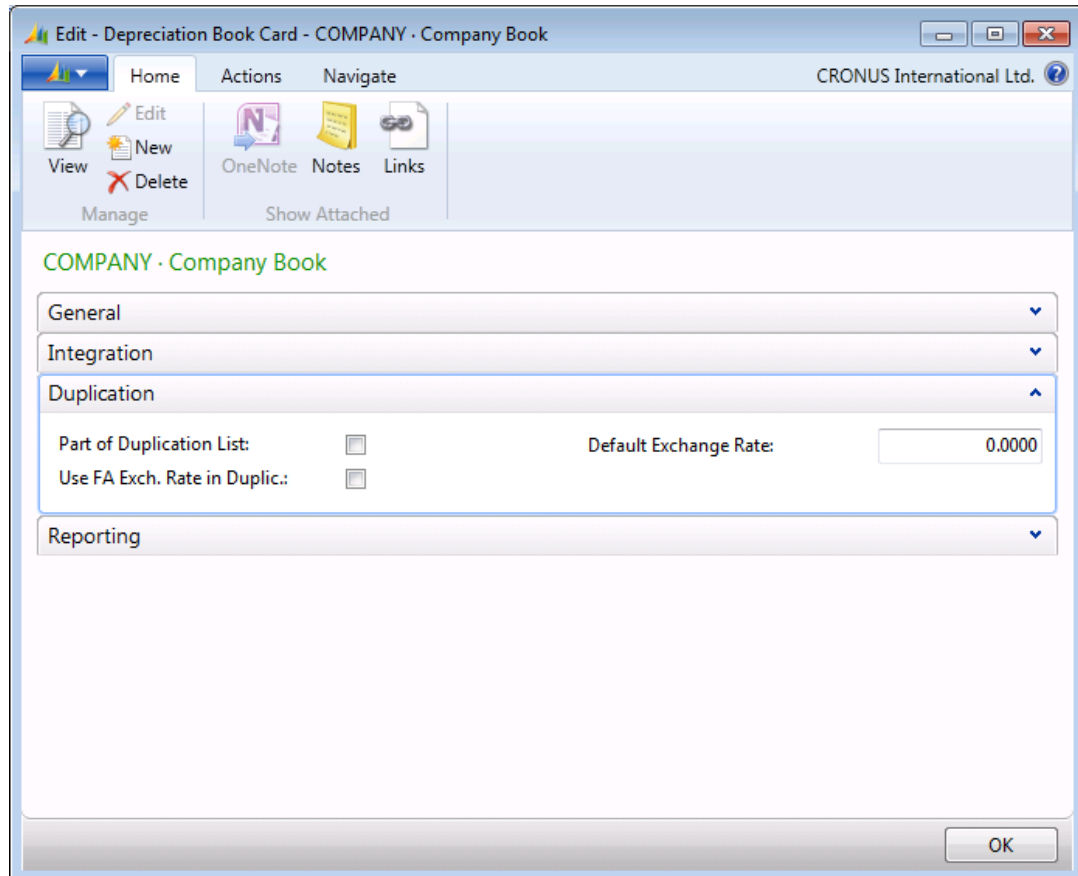 Edit - Depreciation Book Card - COMPANY · Company Book
Home Actions Navigate CRONUS International Ltd.
View
Edit
New
Delete
OneNote Notes Links
Manage Show Attached
COMPANY · Company Book
General
Integration
Duplication
Part of Duplication List: Default Exchange Rate: 0.0000
Use FA Exch. Rate in Duplic.:
Reporting
OK